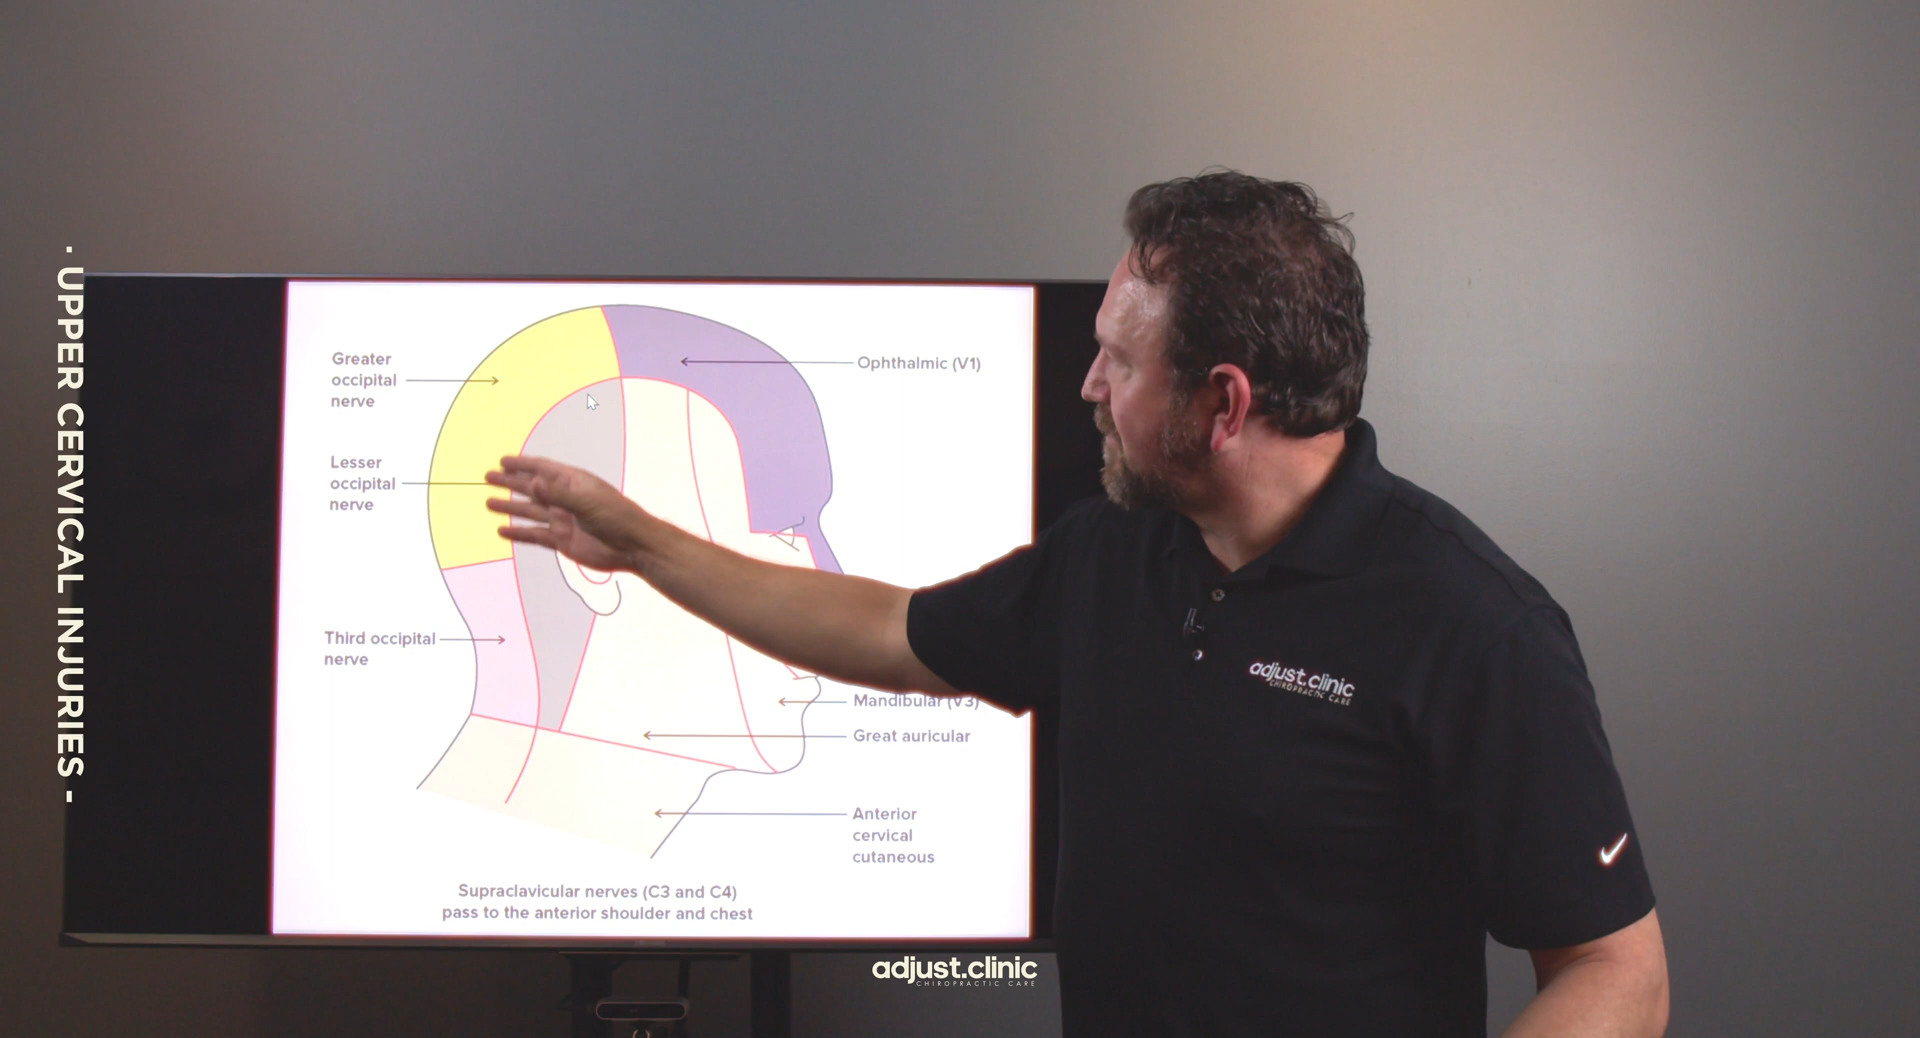 - UPPER CERVICAL INJURIES -
Greater
occipital
nerve
Ophthalmic (V1)
Lesser
occipital
nerve
Third occipital
nerve
Mandibular (V3)
Great auricular
Anterior
cervical
cutaneous
Supraclavicular nerves (C3 and C4)
pass to the anterior shoulder and chest
adjust.clinic
CHIROPRACTIC CARE
adjust.clinic
CHIROPRACTIC CARE